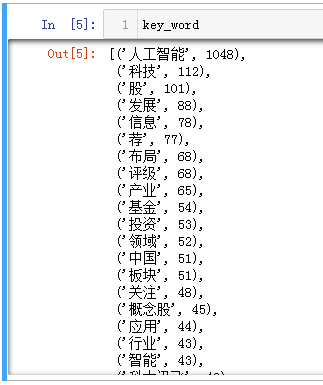 In [5]: 1 key_word
Out[5]: [('人工智能', 1048),
('科技', 112),
('股', 101),
('发展', 88),
('信息', 78),
('荐', 77),
('布局', 68),
('评级', 68),
('产业', 65),
('基金', 54),
('投资', 53),
('领域', 52),
('中国', 51),
('板块', 51),
('关注', 48),
('概念股', 45),
('应用', 44),
('行业', 43),
('智能', 43),